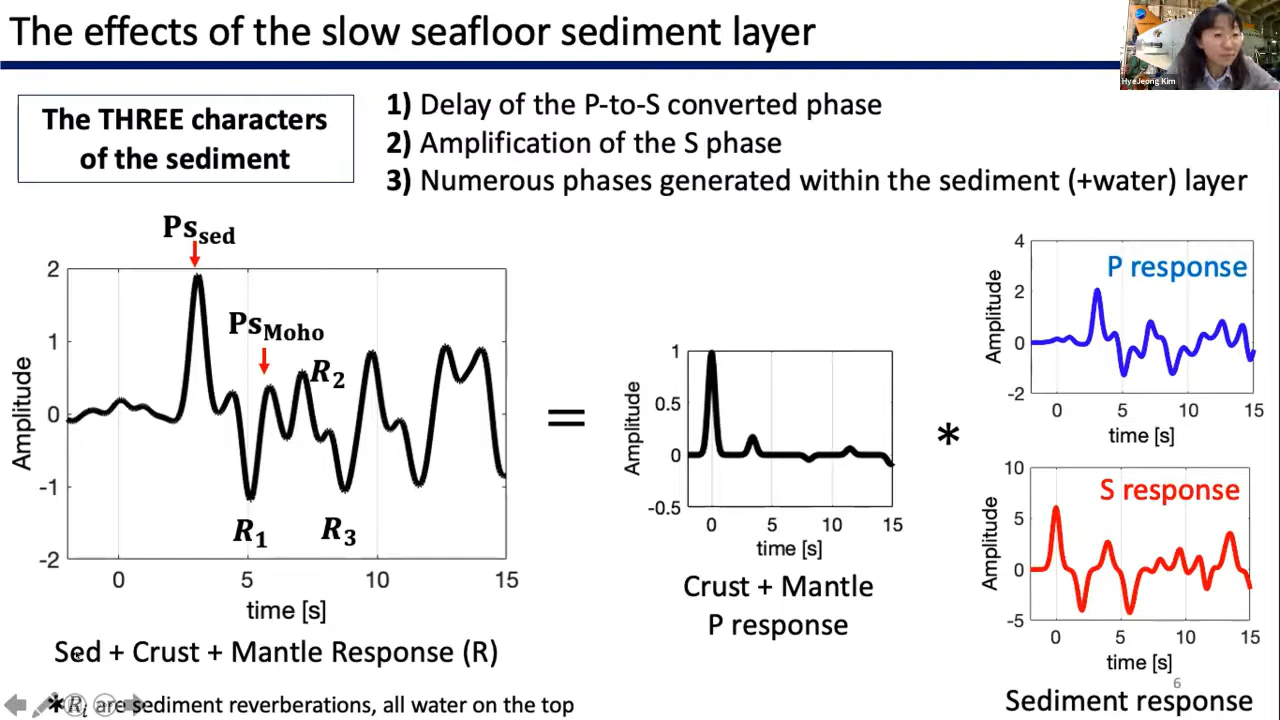 The effects of the slow seafloor sediment layer
HyeJeong Kim
The THREE characters
of the sediment
1) Delay of the P-to-S converted phase
2) Amplification of the S phase
3) Numerous phases generated within the sediment (+water) layer
Ps_sed
Ps_Moho
R_2
R_1
R_3
2
1
0
-1
-2
Amplitude
0
5
10
15
time [s]
Sed + Crust + Mantle Response (R)
=
1
0.5
0
-0.5
Amplitude
0
5
10
15
time [s]
Crust + Mantle
P response
*
P response
4
2
0
-2
Amplitude
0
5
10
15
time [s]
S response
10
5
0
-5
Amplitude
0
5
10
15
time [s]
6
Sediment response
*R_i are sediment reverberations, all water on the top